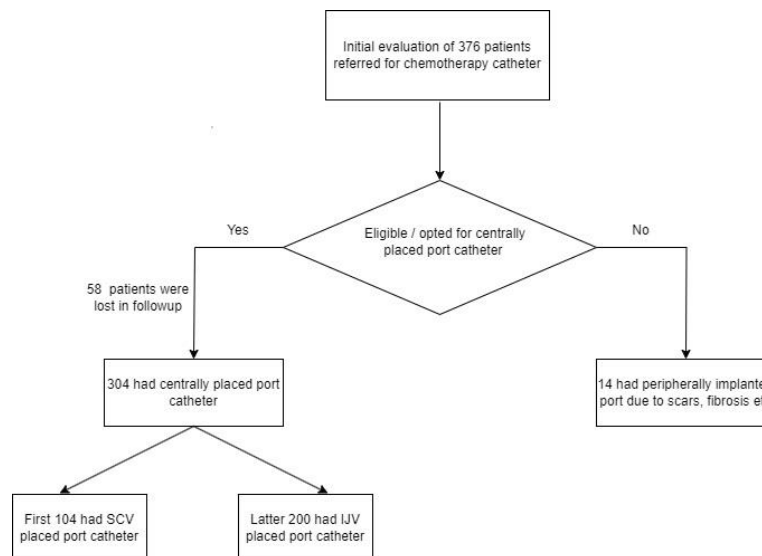 Initial evaluation of 376 patients
referred for chemotherapy catheter
Eligible / opted for centrally
placed port catheter
Yes
No
58 patients were
lost in followup
304 had centrally placed port
catheter
14 had peripherally implante
port due to scars, fibrosis et
First 104 had SCV
placed port catheter
Latter 200 had IJV
placed port catheter